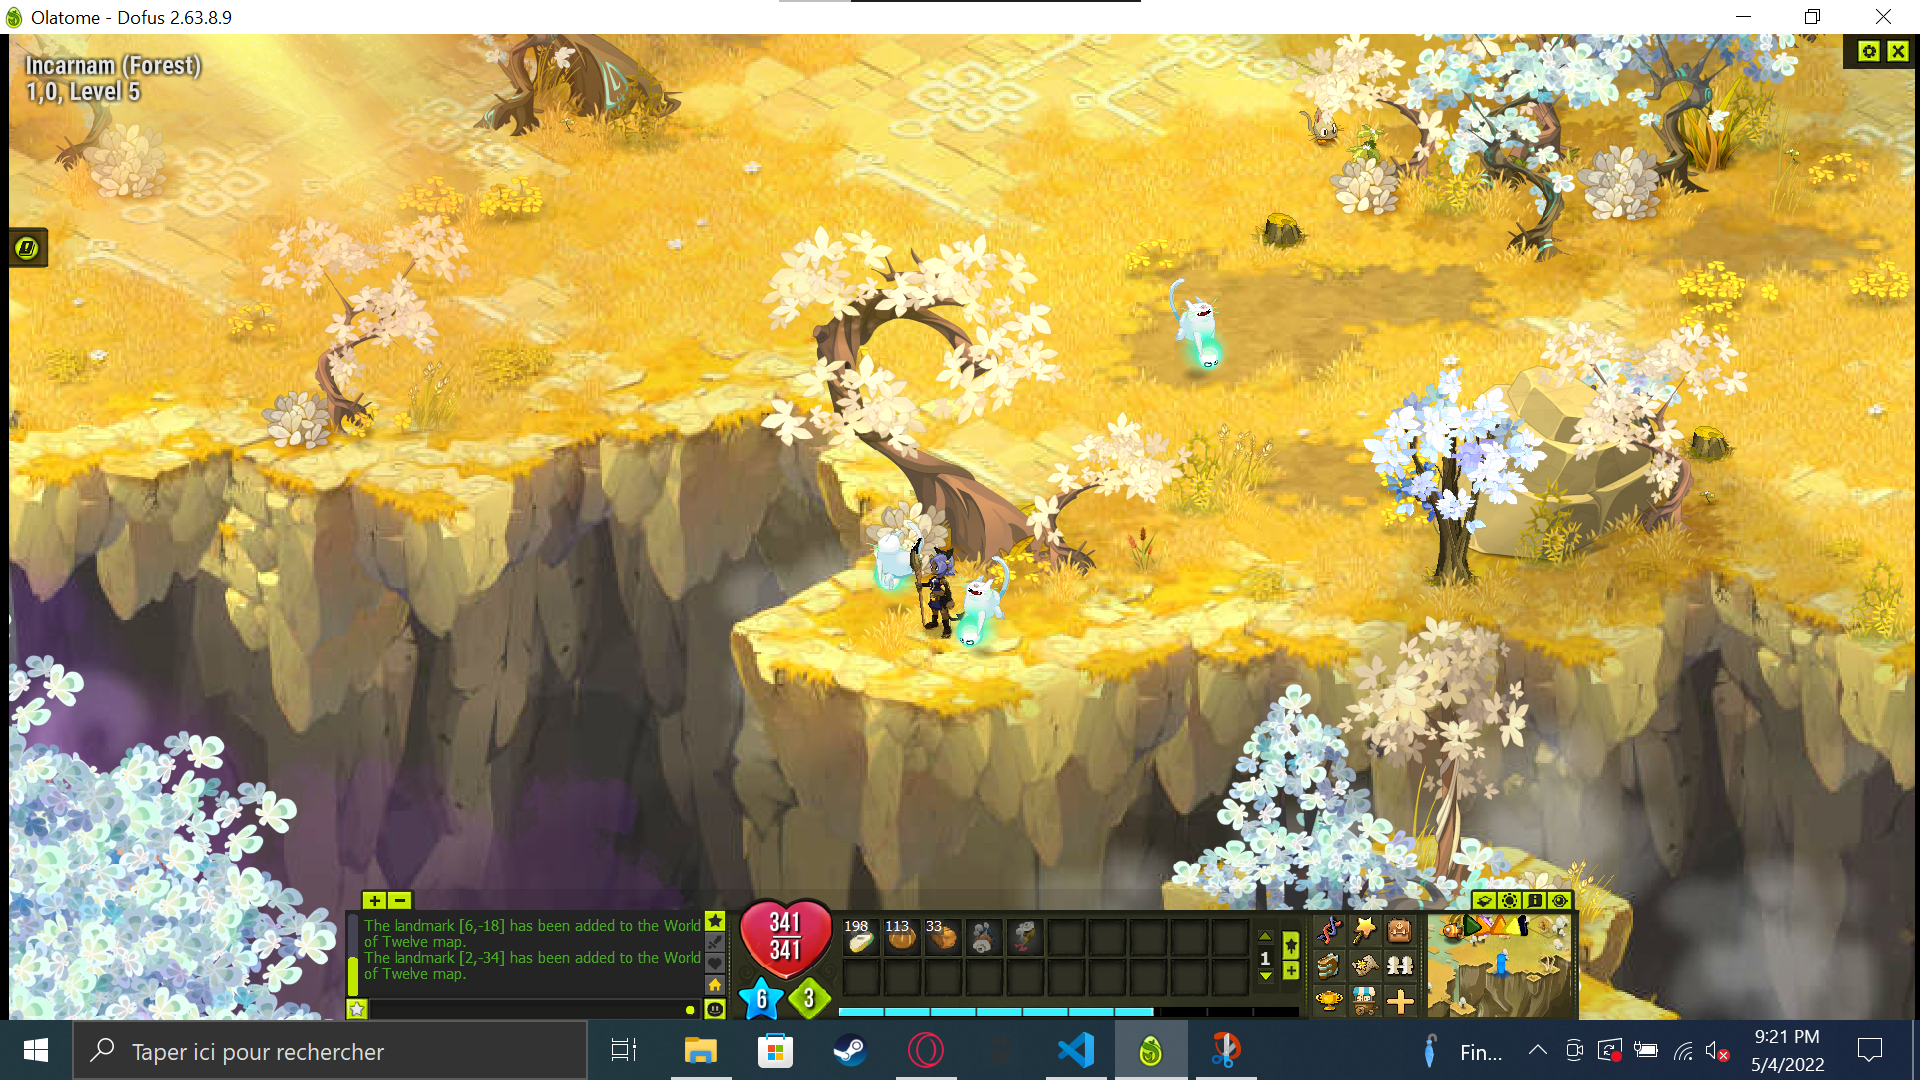 Olatome - Dofus 2.63.8.9
Incarnam (Forest)
1,0, Level 5
The landmark [6,-18] has been added to the World
of Twelve map.
The landmark [2,-34] has been added to the World
of Twelve map.
341
341
6
3
198
113
33
1
Taper ici pour rechercher
Fin...
9:21 PM
5/4/2022